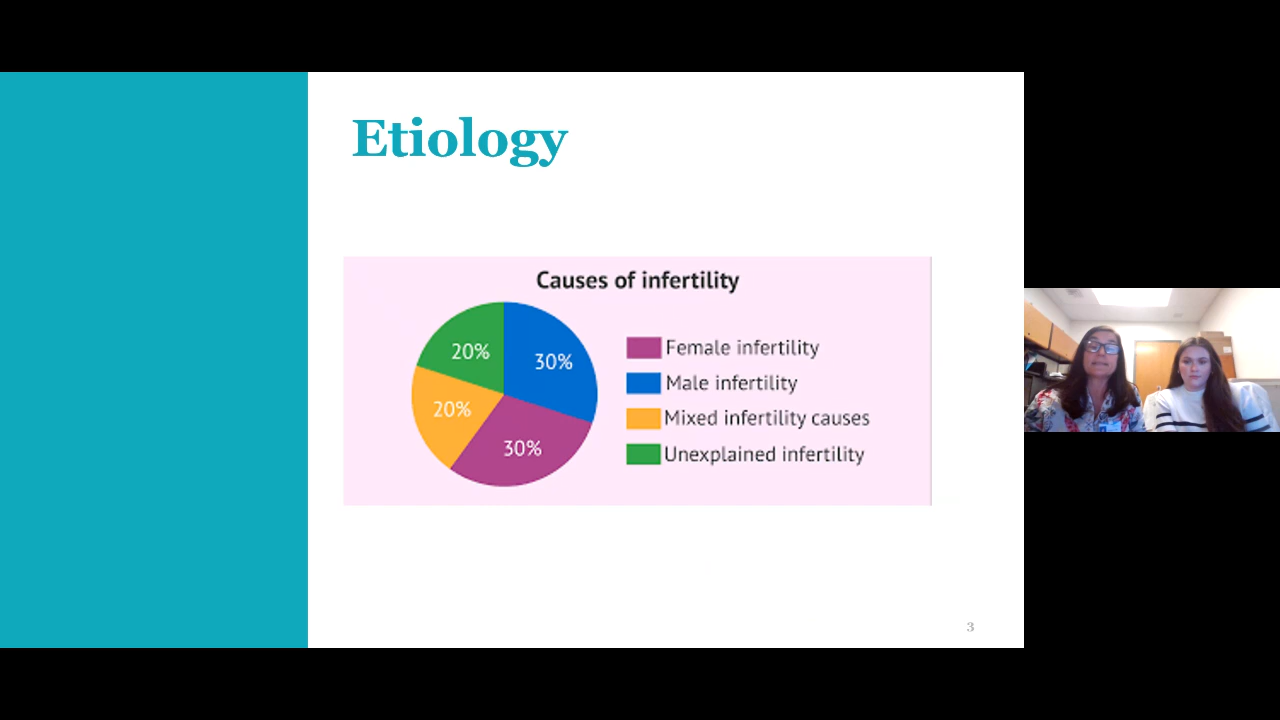 Etiology
Causes of infertility
20%
30%
20%
30%
Female infertility
Male infertility
Mixed infertility causes
Unexplained infertility
3